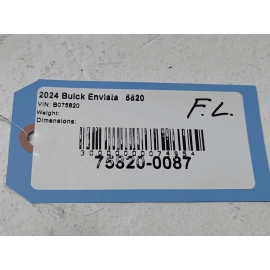 2024 Buick Envista 5820
VIN: B075820
Weight:
Dimensions:
F.L.
75820-0087